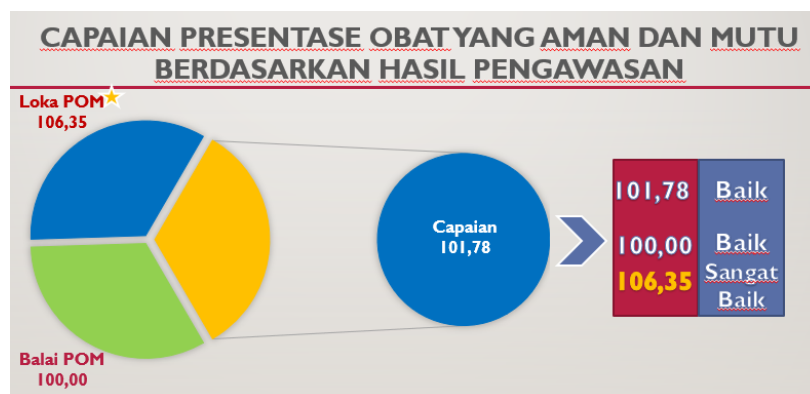 CAPAIAN PRESENTASE OBAT YANG AMAN DAN MUTU
BERDASARKAN HASIL PENGAWASAN
Loka POM
106,35
Capaian
101,78
Balai POM
100,00
101,78 Baik
100,00 Baik
106,35 Sangat
Baik